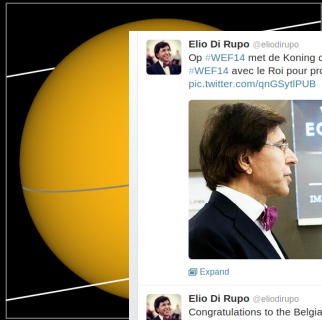 Elio Di Rupo @eliodirupo
Op #WEF14 met de Koning
#WEF14 avec le Roi pour
pic.twitter.com/qnGSytlPUB
Expand
Elio Di Rupo @eliodirupo
Congratulations to the Belgia